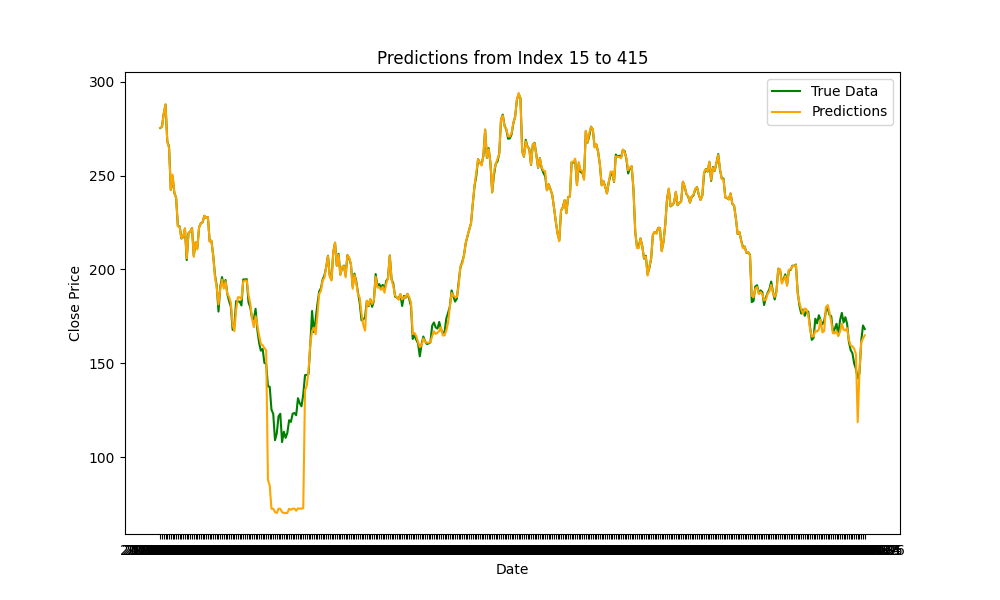 Predictions from Index 15 to 415
True Data
Predictions
Close Price
300
250
200
150
100
Date